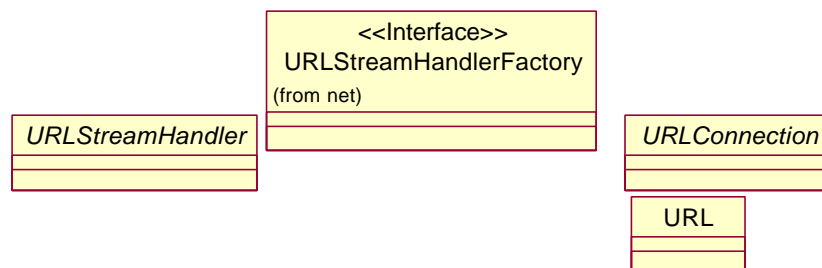 <<Interface>>
URLStreamHandlerFactory
(from net)
URLStreamHandler
URLConnection
URL